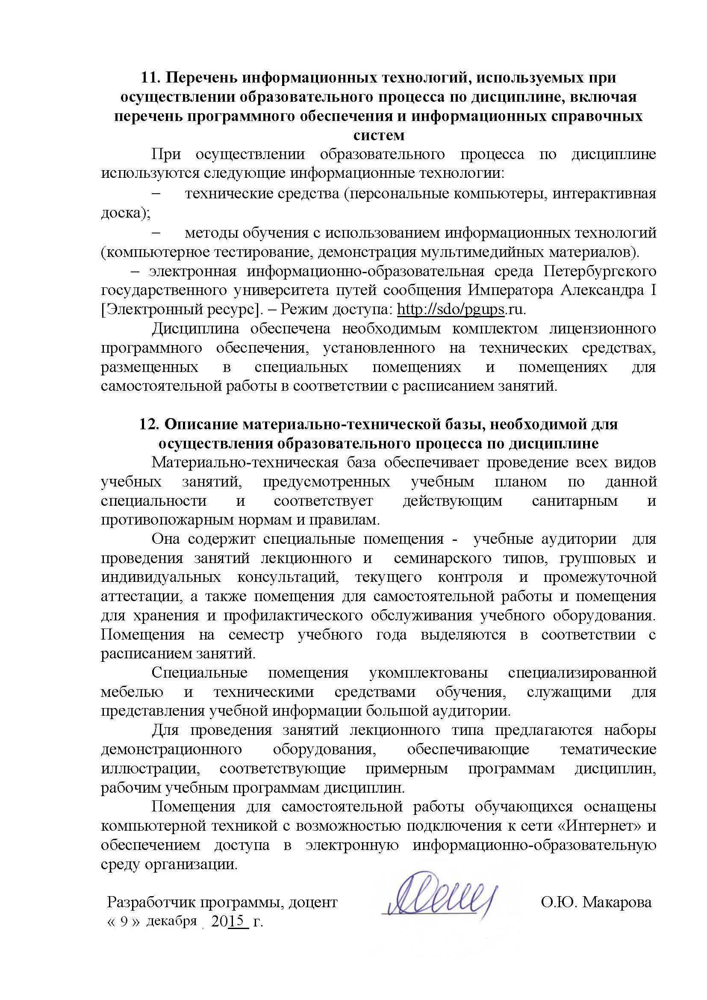 11. Перечень информационных технологий, используемых при
осуществлении образовательного процесса по дисциплине, включая
перечень программного обеспечения и информационных справочных
систем
При осуществлении образовательного процесса по дисциплине
используются следующие информационные технологии:
– технические средства (персональные компьютеры, интерактивная
доска);
– методы обучения с использованием информационных технологий
(компьютерное тестирование, демонстрация мультимедийных материалов).
– электронная информационно-образовательная среда Петербургского
государственного университета путей сообщения Императора Александра I
[Электронный ресурс]. – Режим доступа: http://sdo/pgups.ru.
Дисциплина обеспечена необходимым комплектом лицензионного
программного обеспечения, установленного на технических средствах,
размещенных в специальных помещениях и помещениях для
самостоятельной работы в соответствии с расписанием занятий.
12. Описание материально-технической базы, необходимой для
осуществления образовательного процесса по дисциплине
Материально-техническая база обеспечивает проведение всех видов
учебных занятий, предусмотренных учебным планом по данной
специальности и соответствует действующим санитарным и
противопожарным нормам и правилам.
Она содержит специальные помещения - учебные аудитории для
проведения занятий лекционного и семинарского типов, групповых и
индивидуальных консультаций, текущего контроля и промежуточной
аттестации, а также помещения для самостоятельной работы и помещения
для хранения и профилактического обслуживания учебного оборудования.
Помещения на семестр учебного года выделяются в соответствии с
расписанием занятий.
Специальные помещения укомплектованы специализированной
мебелью и техническими средствами обучения, служащими для
представления учебной информации большой аудитории.
Для проведения занятий лекционного типа предлагаются наборы
демонстрационного оборудования, обеспечивающие тематические
иллюстрации, соответствующие примерным программам дисциплин,
рабочим учебным программам дисциплин.
Помещения для самостоятельной работы обучающихся оснащены
компьютерной техникой с возможностью подключения к сети «Интернет» и
обеспечением доступа в электронную информационно-образовательную
среду организации.
Разработчик программы, доцент О.Ю. Макарова
« 9 » декабря 2015 г.